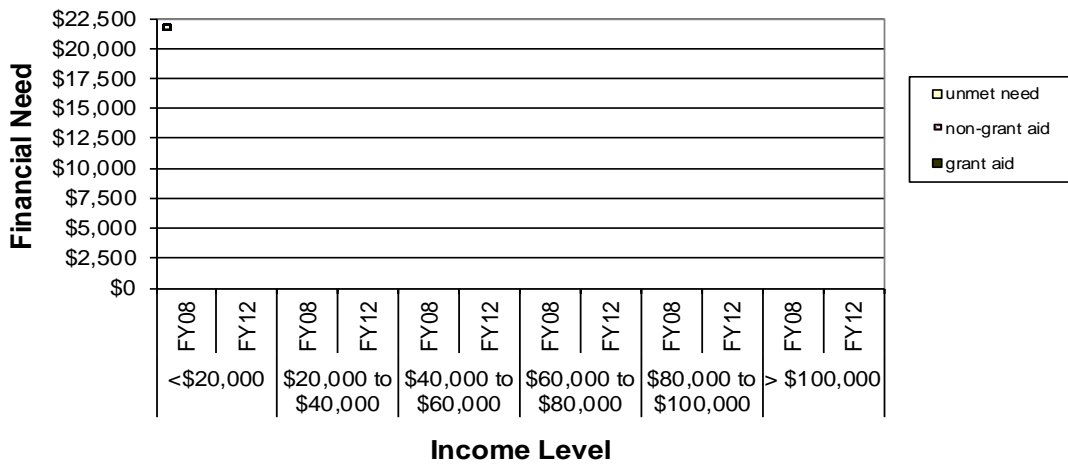 $22,500
$20,000
$17,500
$15,000
$12,500
$10,000
$7,500
$5,000
$2,500
$0
Financial Need
FY08 FY12 FY08 FY12 FY08 FY12 FY08 FY12 FY08 FY12 FY08 FY12
<$20,000 $20,000 to $40,000 to $60,000 to $80,000 to > $100,000
$40,000 $60,000 $80,000 $100,000
Income Level
unmet need
non-grant aid
grant aid